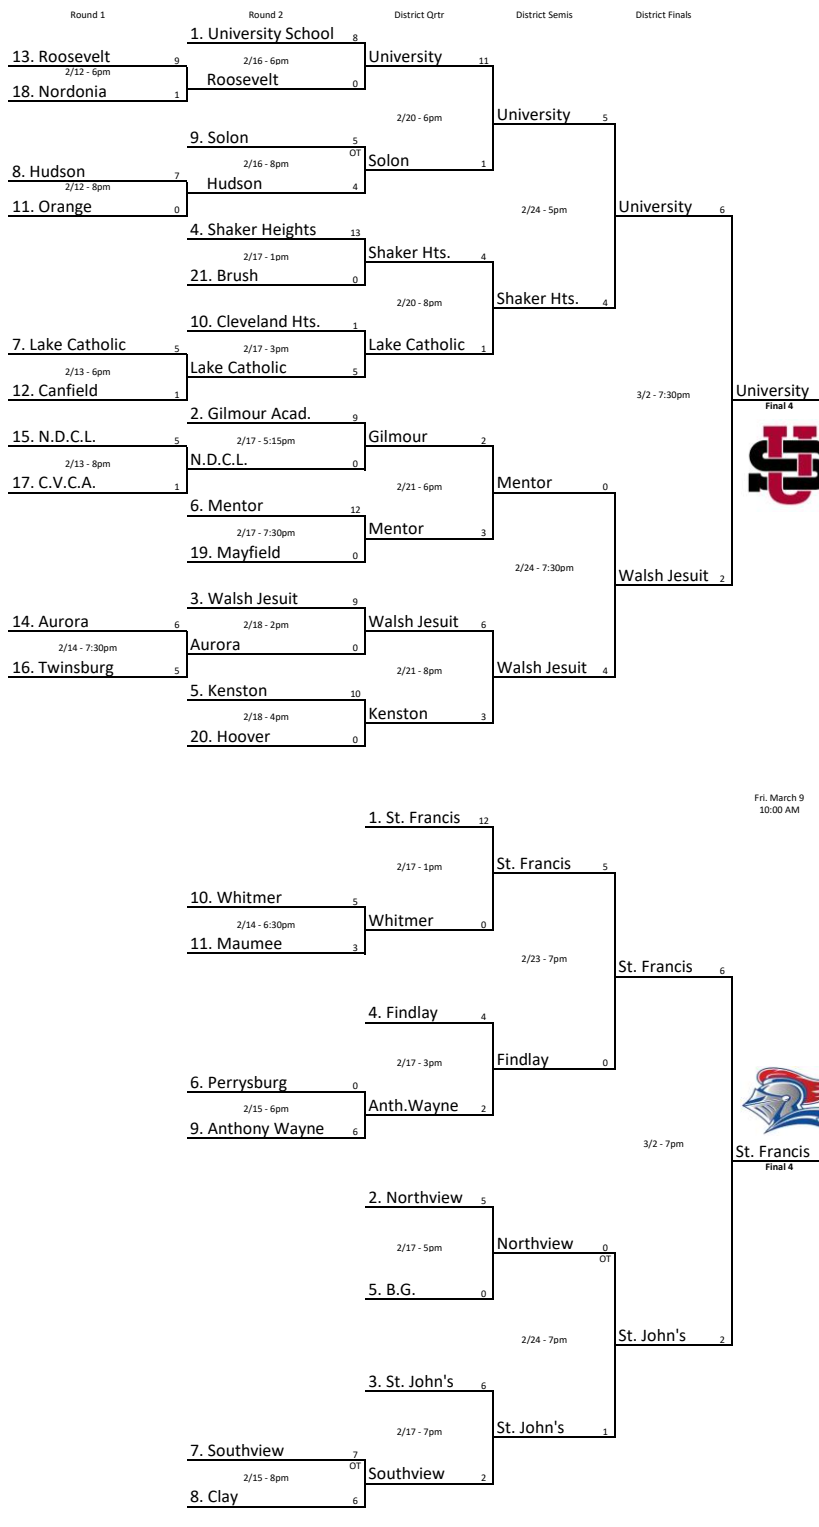 Round 1
Round 2
District Qrtr
District Semis
District Finals
1. University School 8
13. Roosevelt 9
2/12 - 6pm
2/16 - 6pm
University 11
Roosevelt 0
18. Nordonia 1
2/20 - 6pm
University 5
9. Solon 5
OT
2/16 - 8pm
Solon 1
8. Hudson 7
2/12 - 8pm
Hudson 4
11. Orange 0
2/24 - 5pm
University 6
4. Shaker Heights 13
2/17 - 1pm
Shaker Hts. 4
21. Brush 0
2/20 - 8pm
Shaker Hts. 4
10. Cleveland Hts. 1
7. Lake Catholic 5
2/17 - 3pm
Lake Catholic 1
2/13 - 6pm
Lake Catholic 5
12. Canfield 1
3/2 - 7:30pm
University
Final 4
2. Gilmour Acad. 9
15. N.D.C.L. 5
2/17 - 5:15pm
Gilmour 2
2/13 - 8pm
N.D.C.L. 0
17. C.V.C.A. 1
2/21 - 6pm
Mentor 0
6. Mentor 12
2/17 - 7:30pm
Mentor 3
19. Mayfield 0
2/24 - 7:30pm
Walsh Jesuit 2
3. Walsh Jesuit 9
14. Aurora 6
2/18 - 2pm
Walsh Jesuit 6
2/14 - 7:30pm
Aurora 0
16. Twinsburg 5
2/21 - 8pm
Walsh Jesuit 4
5. Kenston 10
2/18 - 4pm
Kenston 3
20. Hoover 0
Fri. March 9
10:00 AM
1. St. Francis 12
2/17 - 1pm
St. Francis 5
10. Whitmer 5
2/14 - 6:30pm
Whitmer 0
11. Maumee 3
2/23 - 7pm
St. Francis 6
4. Findlay 4
2/17 - 3pm
Findlay 0
6. Perrysburg 0
2/15 - 6pm
Anth.Wayne 2
9. Anthony Wayne 6
3/2 - 7pm
St. Francis
Final 4
2. Northview 5
2/17 - 5pm
Northview 0
OT
5. B.G. 0
2/24 - 7pm
St. John's 2
3. St. John's 6
2/17 - 7pm
St. John's 1
7. Southview 7
OT
2/15 - 8pm
Southview 2
8. Clay 6